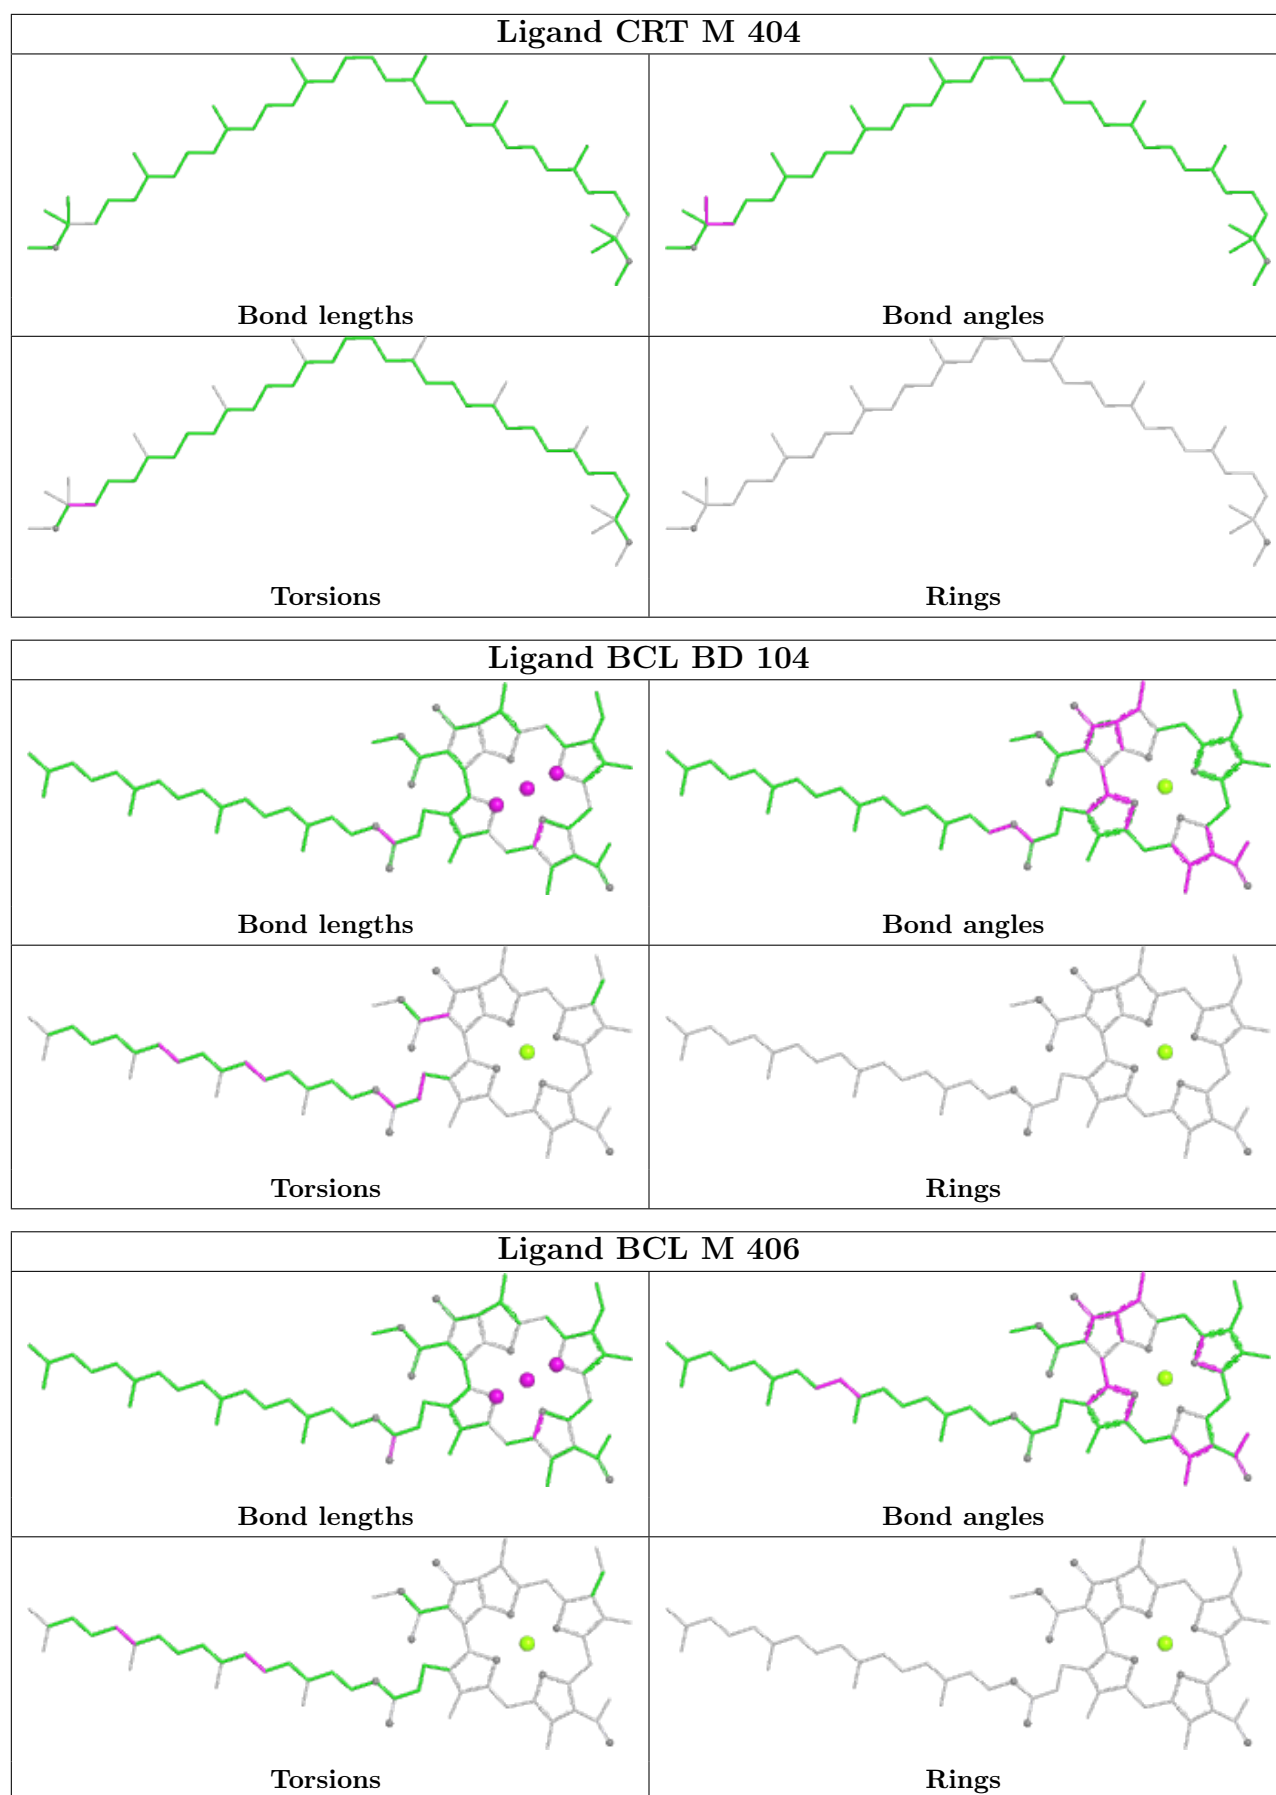 Ligand CRT M 404
Bond lengths
Bond angles
Torsions
Rings
Ligand BCL BD 104
Bond lengths
Bond angles
Torsions
Rings
Ligand BCL M 406
Bond lengths
Bond angles
Torsions
Rings